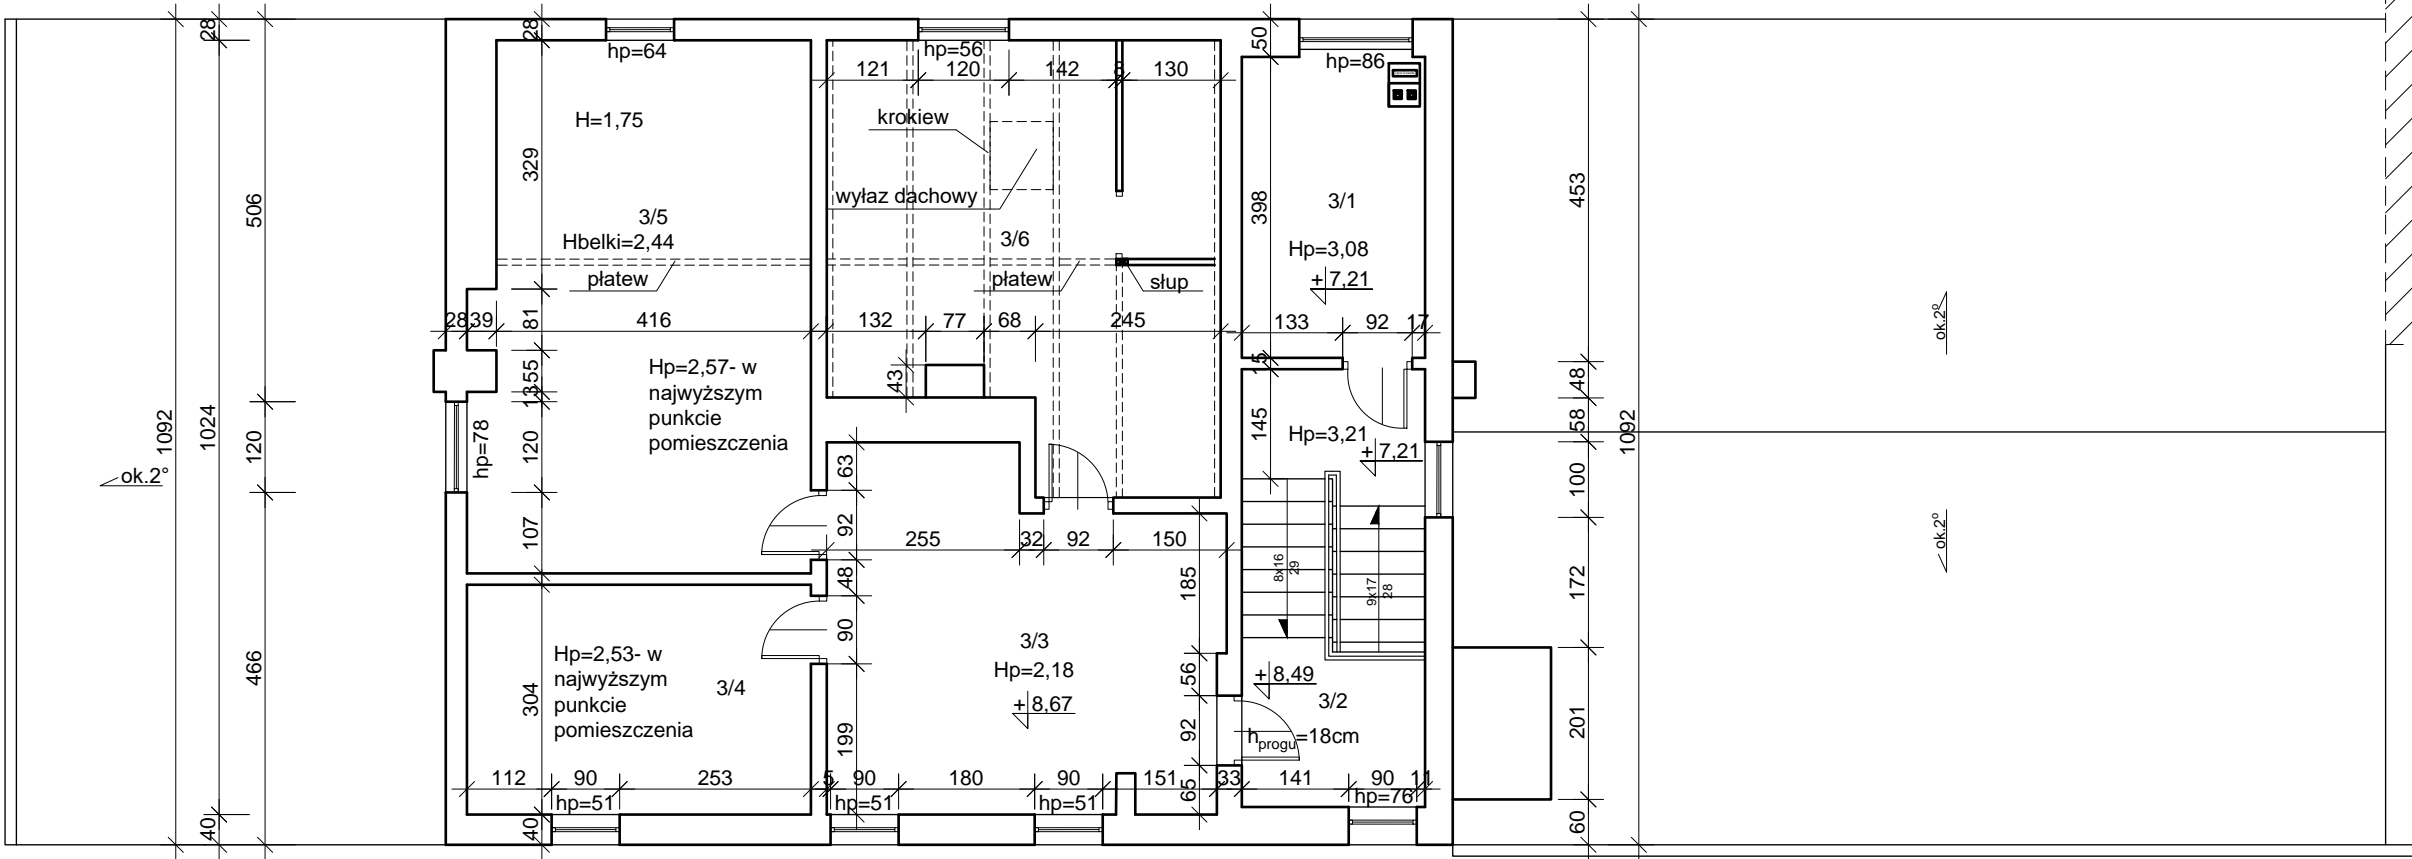 28
28
hp=64
hp=56
121
120
142
8
130
50
hp=86
H=1,75
krokiew
329
wyłaz dachowy
506
3/5
Hbelki=2,44
3/6
398
3/1
453
Hp=3,08
płatew
płatew
słup
+7,21
28
39
416
81
132
77
68
245
133
92
17
ok.2°
15
Hp=2,57- w
najwyższym
punkcie
pomieszczenia
55
13
43
48
58
1092
1024
120
hp=78
120
63
145
Hp=3,21
+7,21
1092
100
ok.2°
107
92
255
32
92
150
48
185
8x16
29
9x17
28
172
ok.2°
466
90
3/3
Hp=2,18
+8,67
Hp=2,53- w
najwyższym
punkcie
pomieszczenia
3/4
304
199
56
+8,49
3/2
92
hprogu=18cm
201
112
90
253
5
90
180
90
151
33
141
90
11
65
hp=51
hp=51
hp=51
hp=76
40
40
60